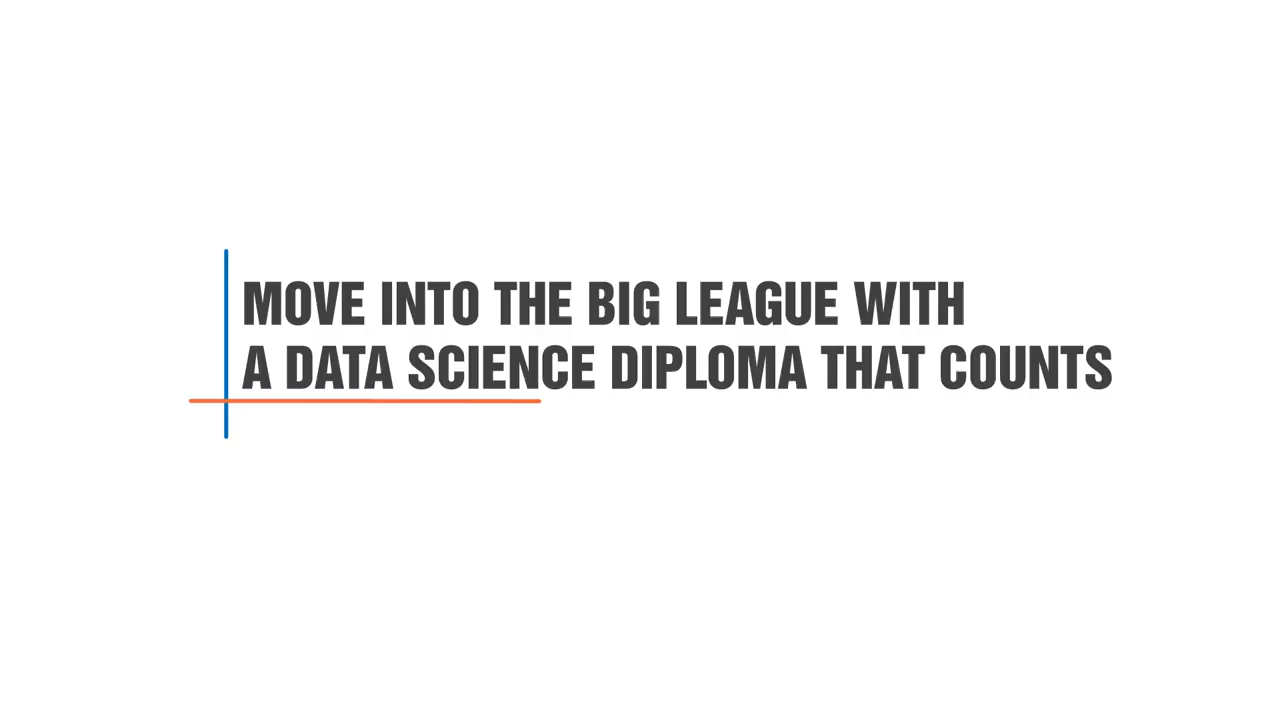 MOVE INTO THE BIG LEAGUE WITH
A DATA SCIENCE DIPLOMA THAT COUNTS